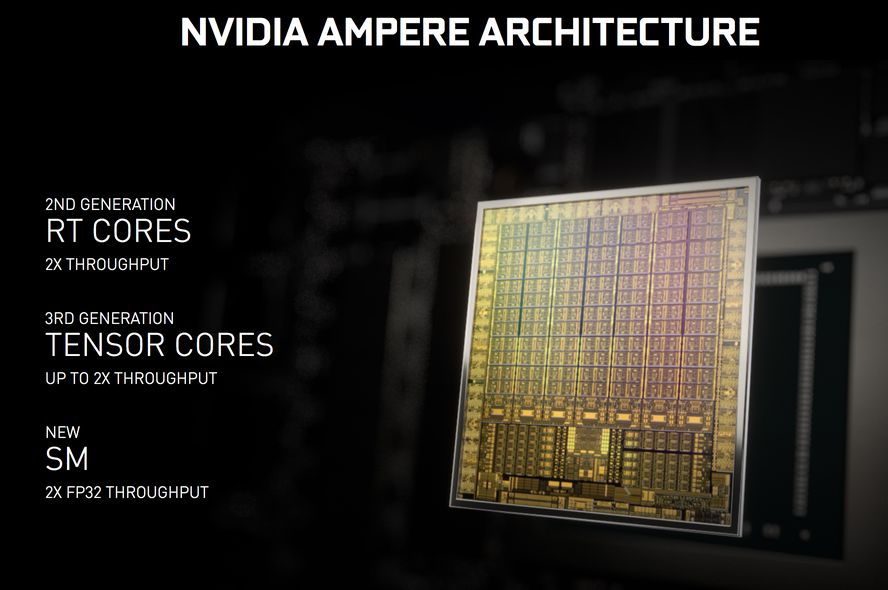 NVIDIA AMPERE ARCHITECTURE
2ND GENERATION
RT CORES
2X THROUGHPUT
3RD GENERATION
TENSOR CORES
UP TO 2X THROUGHPUT
NEW
SM
2X FP32 THROUGHPUT